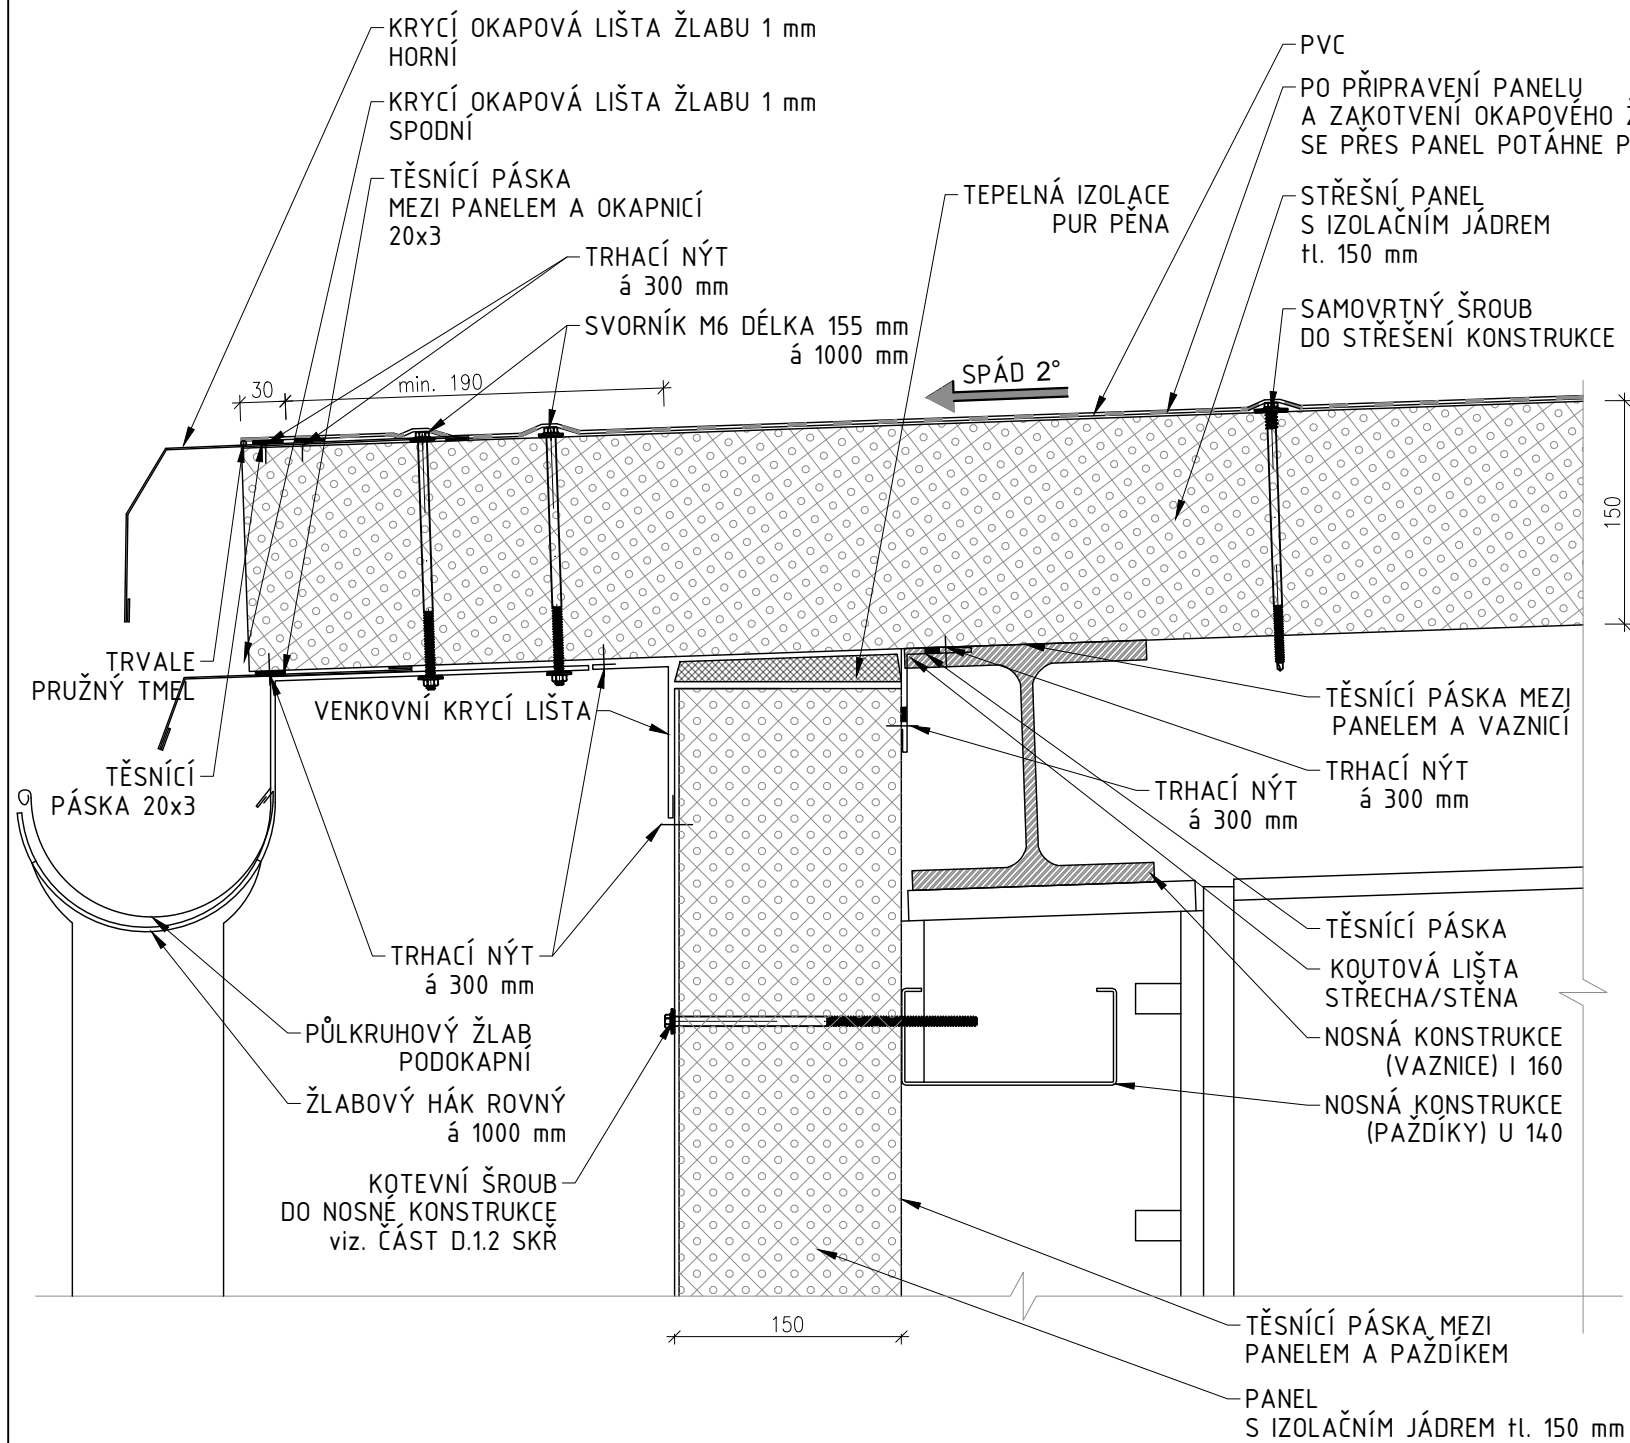 KRYCÍ OKAPOVÁ LIŠTA ŽLABU 1 mm
HORNÍ
KRYCÍ OKAPOVÁ LIŠTA ŽLABU 1 mm
SPODNÍ
TĚSNÍCÍ PÁSKA
MEZI PANELEM A OKAPNICÍ
20x3
TRHACÍ NÝT
á 300 mm
SVORNÍK M6 DÉLKA 155 mm
á 1000 mm
TEPELNÁ IZOLACE
PUR PĚNA
PVC
PO PŘIPRAVENÍ PANELU
A ZAKOTVENÍ OKAPOVÉHO
SE PŘES PANEL POTÁHNE
STŘEŠNÍ PANEL
S IZOLAČNÍM JÁDREM
tl. 150 mm
SAMOVRTNÝ ŠROUB
DO STŘEŠENÍ KONSTRUKCE
30
min. 190
SPÁD 2°
150
TRVALE
PRUŽNÝ TMEL
VENKOVNÍ KRYCÍ LIŠTA
TĚSNÍCÍ
PÁSKA 20x3
TĚSNÍCÍ PÁSKA MEZI
PANELEM A VAZNICÍ
TRHACÍ NÝT
á 300 mm
TRHACÍ NÝT
á 300 mm
TRHACÍ NÝT
á 300 mm
PŮLKRUHOVÝ ŽLAB
PODOKAPNÍ
ŽLABOVÝ HÁK ROVNÝ
á 1000 mm
KOTEVNÍ ŠROUB
DO NOSNÉ KONSTRUKCE
viz. ČÁST D.1.2 SKŘ
TĚSNÍCÍ PÁSKA
KOUTOVÁ LIŠTA
STŘECHA/STĚNA
NOSNÁ KONSTRUKCE
(VAZNICE) I 160
NOSNÁ KONSTRUKCE
(PAŽDÍKY) U 140
150
TĚSNÍCÍ PÁSKA MEZI
PANELEM A PAŽDÍKEM
PANEL
S IZOLAČNÍM JÁDREM tl. 150 mm